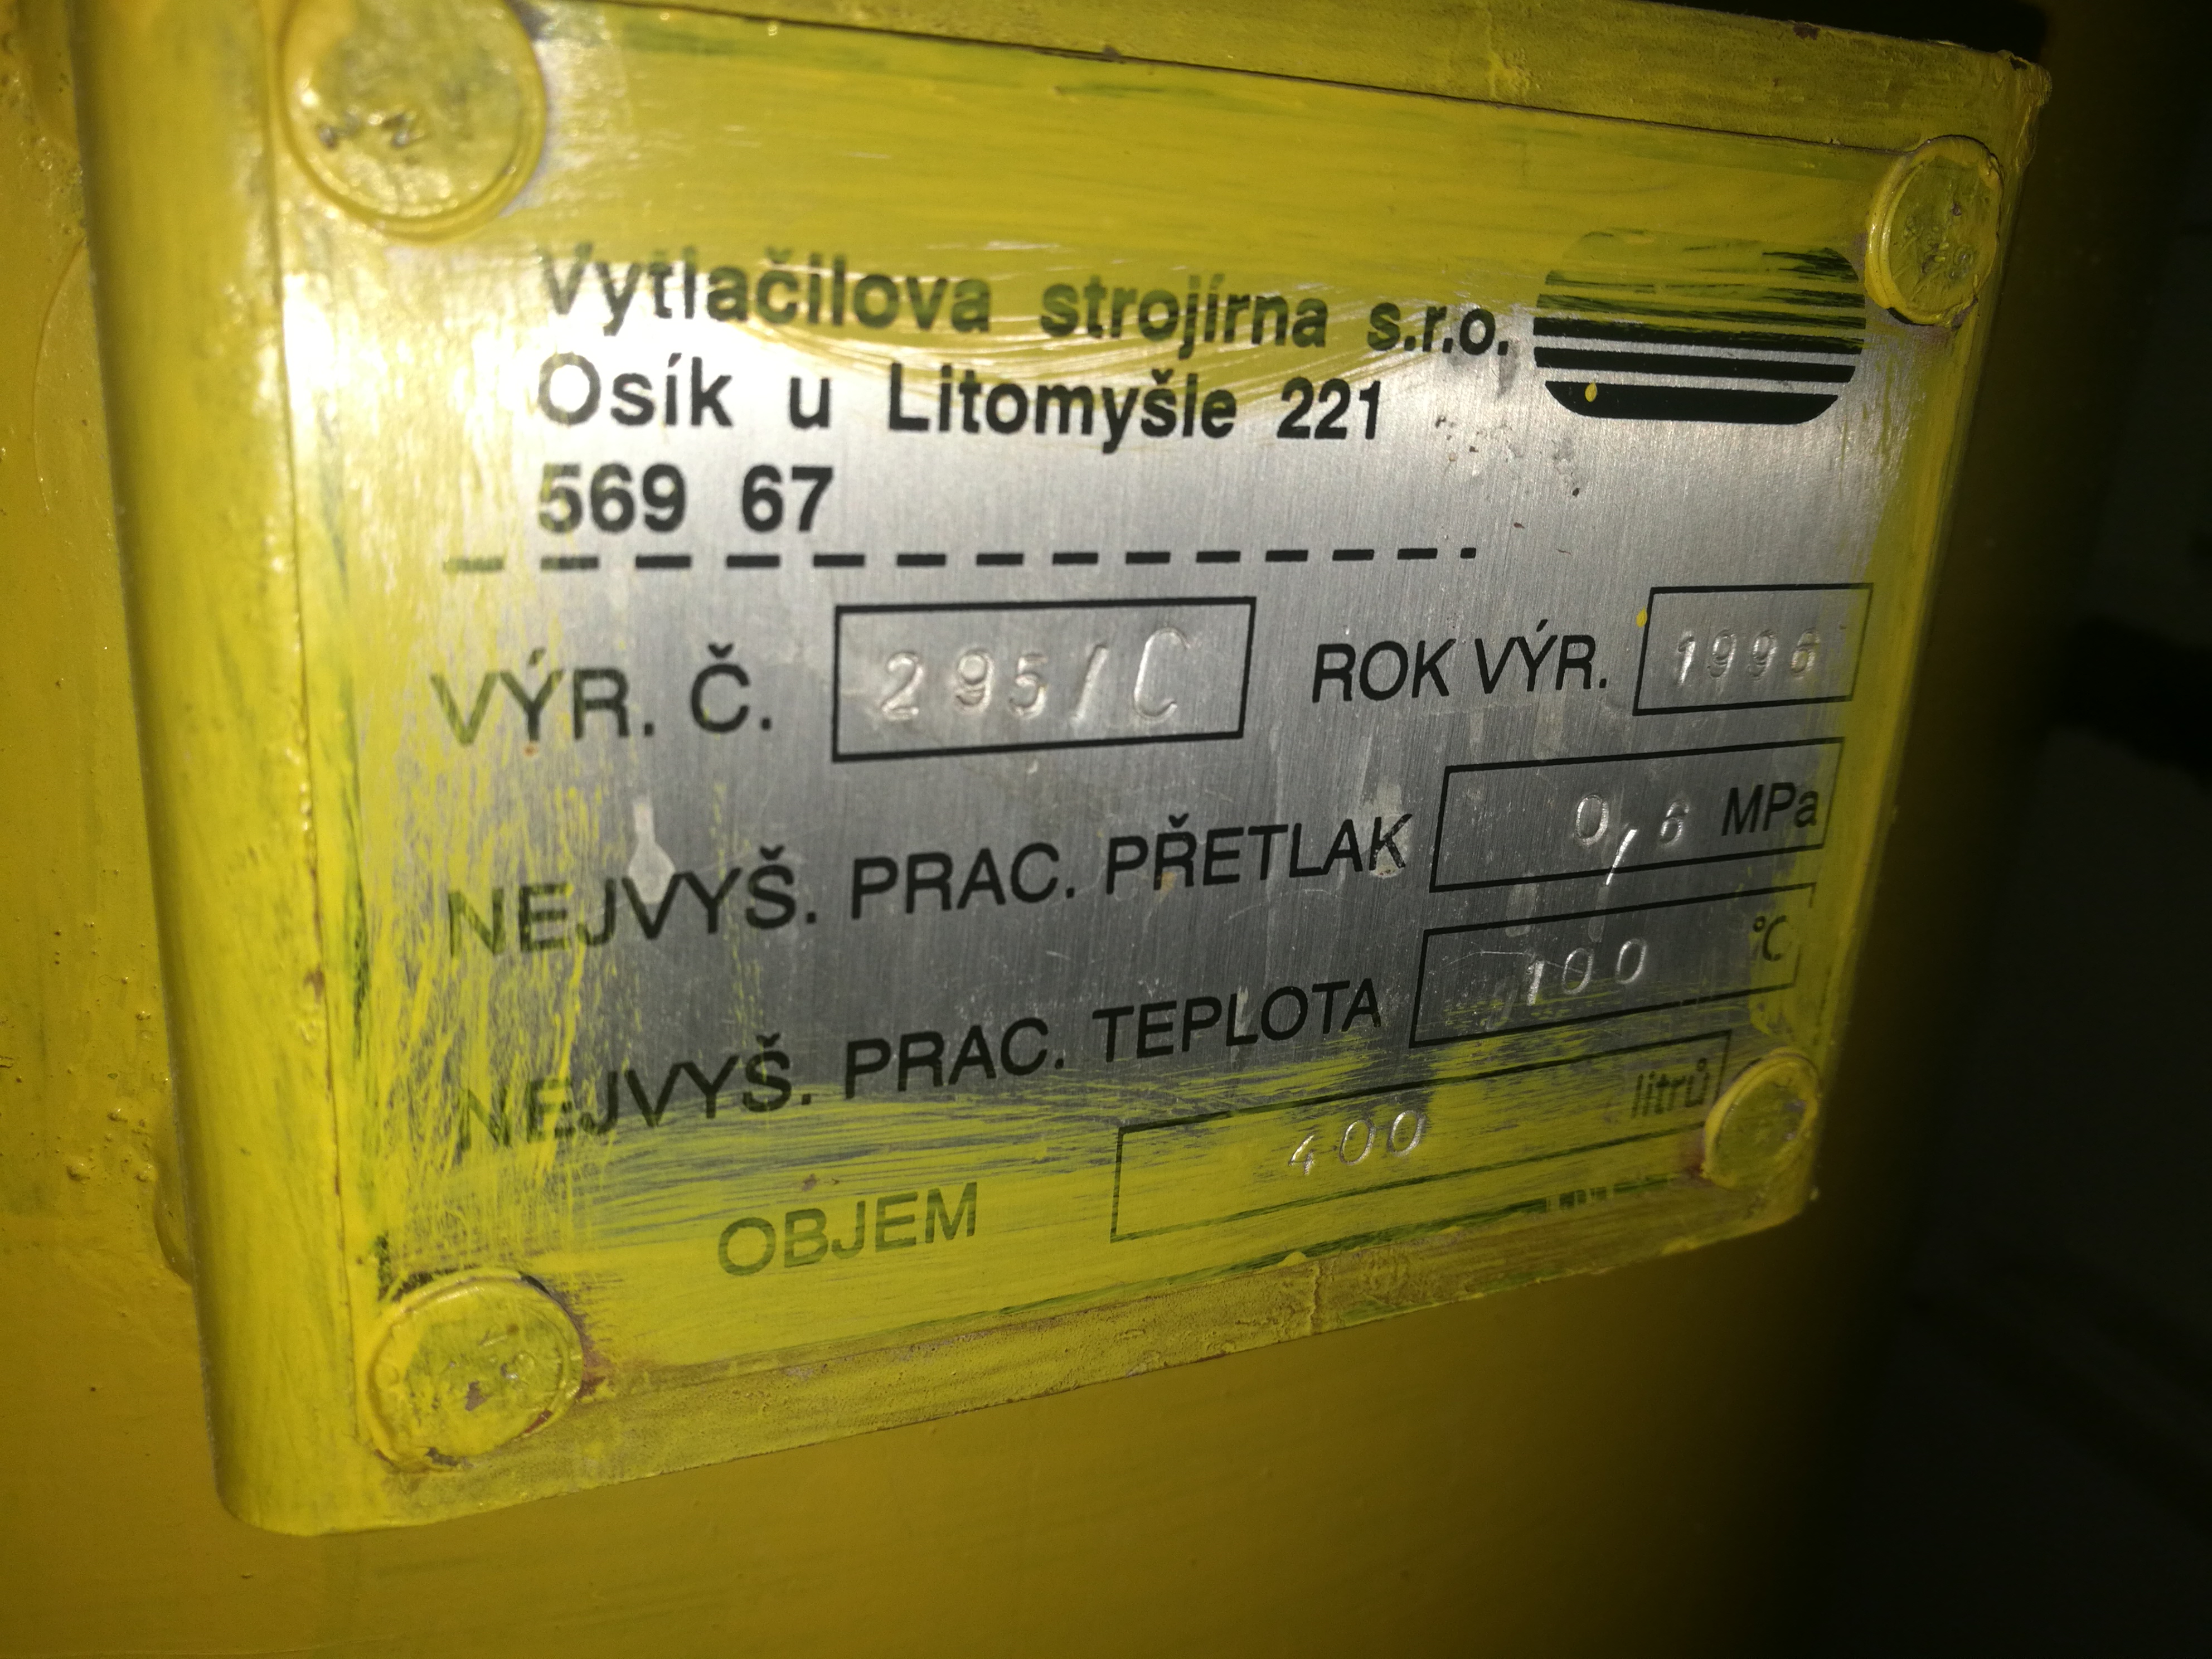 Vytlačilova strojírna s.r.o.
Osík u Litomyšle 221
569 67
VÝR. Č. 295/C ROK VÝR. 1996
NEJVYŠ. PRAC. PŘETLAK 0,6 MPa
NEJVYŠ. PRAC. TEPLOTA 100 °C
OBJEM 400 litrů